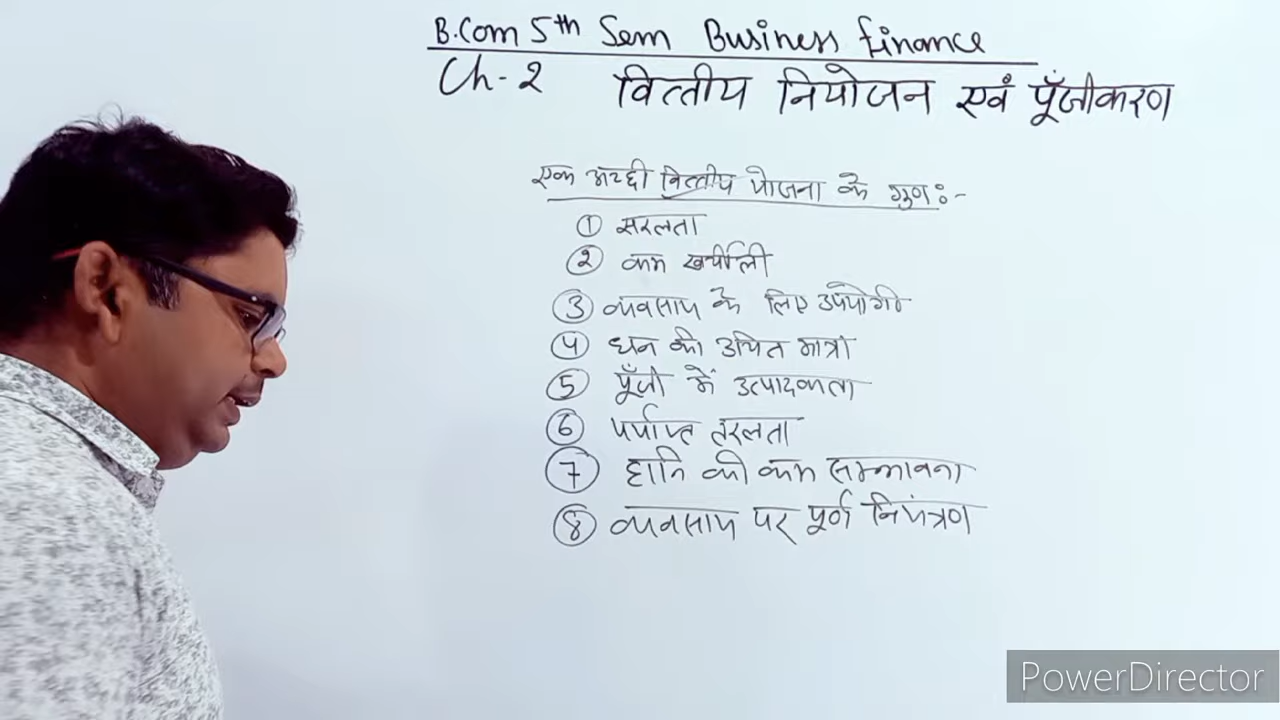 B.Com 5th Sem Business finance
Ch-2 वित्तीय नियोजन एवं पूँजीकरण
एक अच्छी वित्तीय योजना के गुण:-
① सरलता
② कम खर्चीली
③ व्यवसाय के लिए उपयोगी
④ धन की उचित मात्रा
⑤ पूँजी में उत्पादकता
⑥ पर्याप्त तरलता
⑦ हानि की कम सम्भावना
⑧ व्यवसाय पर पूर्ण नियंत्रण
PowerDirector